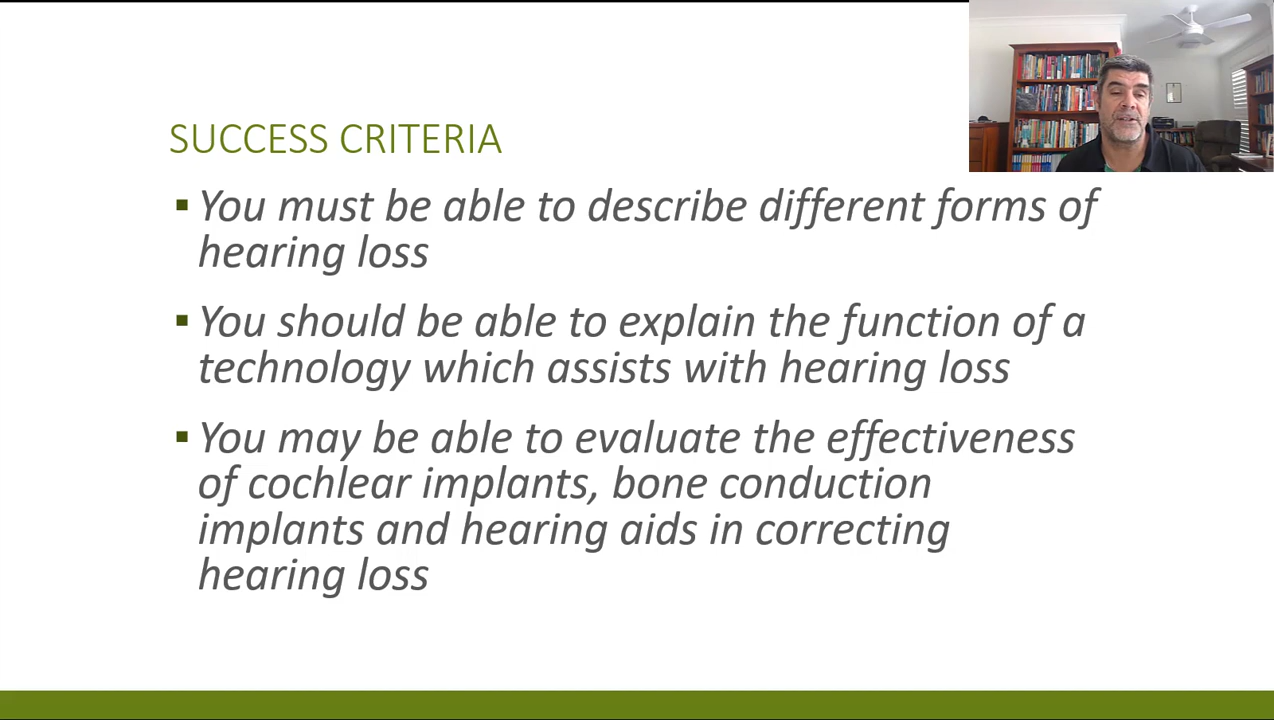 SUCCESS CRITERIA
▪ You must be able to describe different forms of
hearing loss
▪ You should be able to explain the function of a
technology which assists with hearing loss
▪ You may be able to evaluate the effectiveness
of cochlear implants, bone conduction
implants and hearing aids in correcting
hearing loss